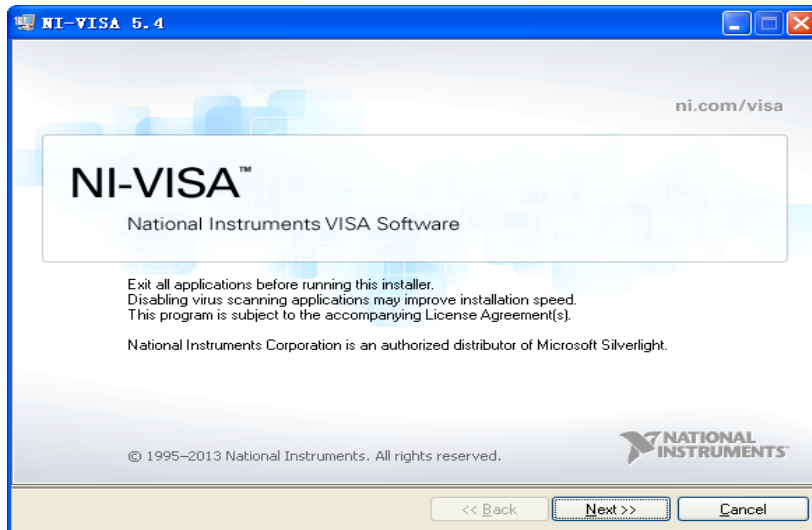 NI-VISA 5.4
ni.com/visa
NI-VISA™
National Instruments VISA Software
Exit all applications before running this installer.
Disabling virus scanning applications may improve installation speed.
This program is subject to the accompanying License Agreement(s).
National Instruments Corporation is an authorized distributor of Microsoft Silverlight.
© 1995–2013 National Instruments. All rights reserved.
NATIONAL
INSTRUMENTS™
<< Back Next >> Cancel